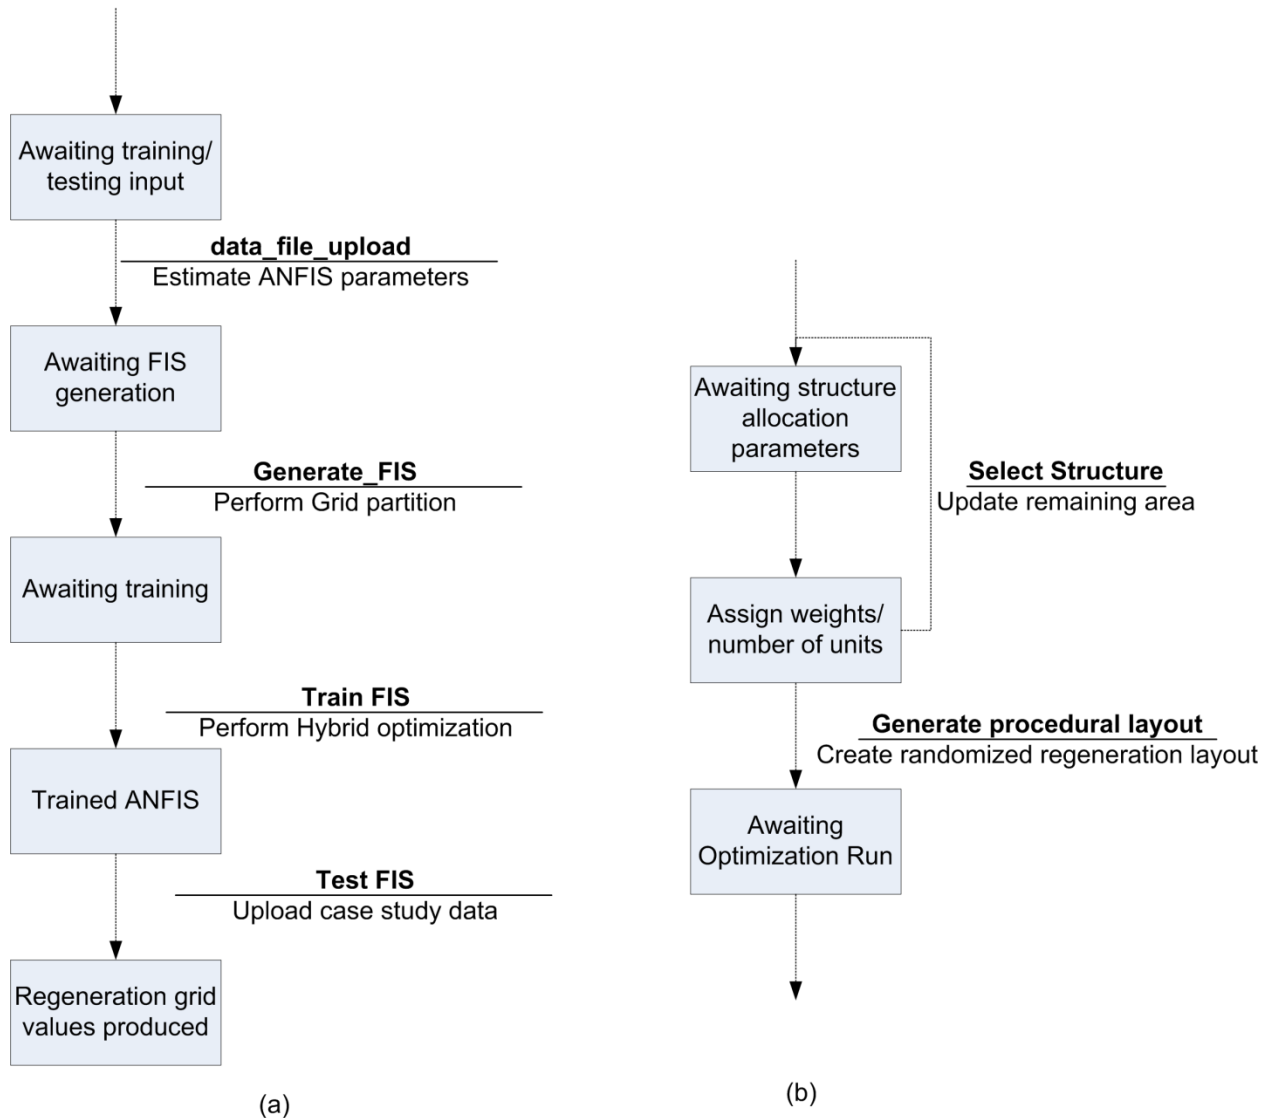 Awaiting training/
testing input
data_file_upload
Estimate ANFIS parameters
Awaiting FIS
generation
Generate_FIS
Perform Grid partition
Awaiting training
Train FIS
Perform Hybrid optimization
Trained ANFIS
Test FIS
Upload case study data
Regeneration grid
values produced
(a)
Awaiting structure
allocation
parameters
Select Structure
Update remaining area
Assign weights/
number of units
Generate procedural layout
Create randomized regeneration layout
Awaiting
Optimization Run
(b)